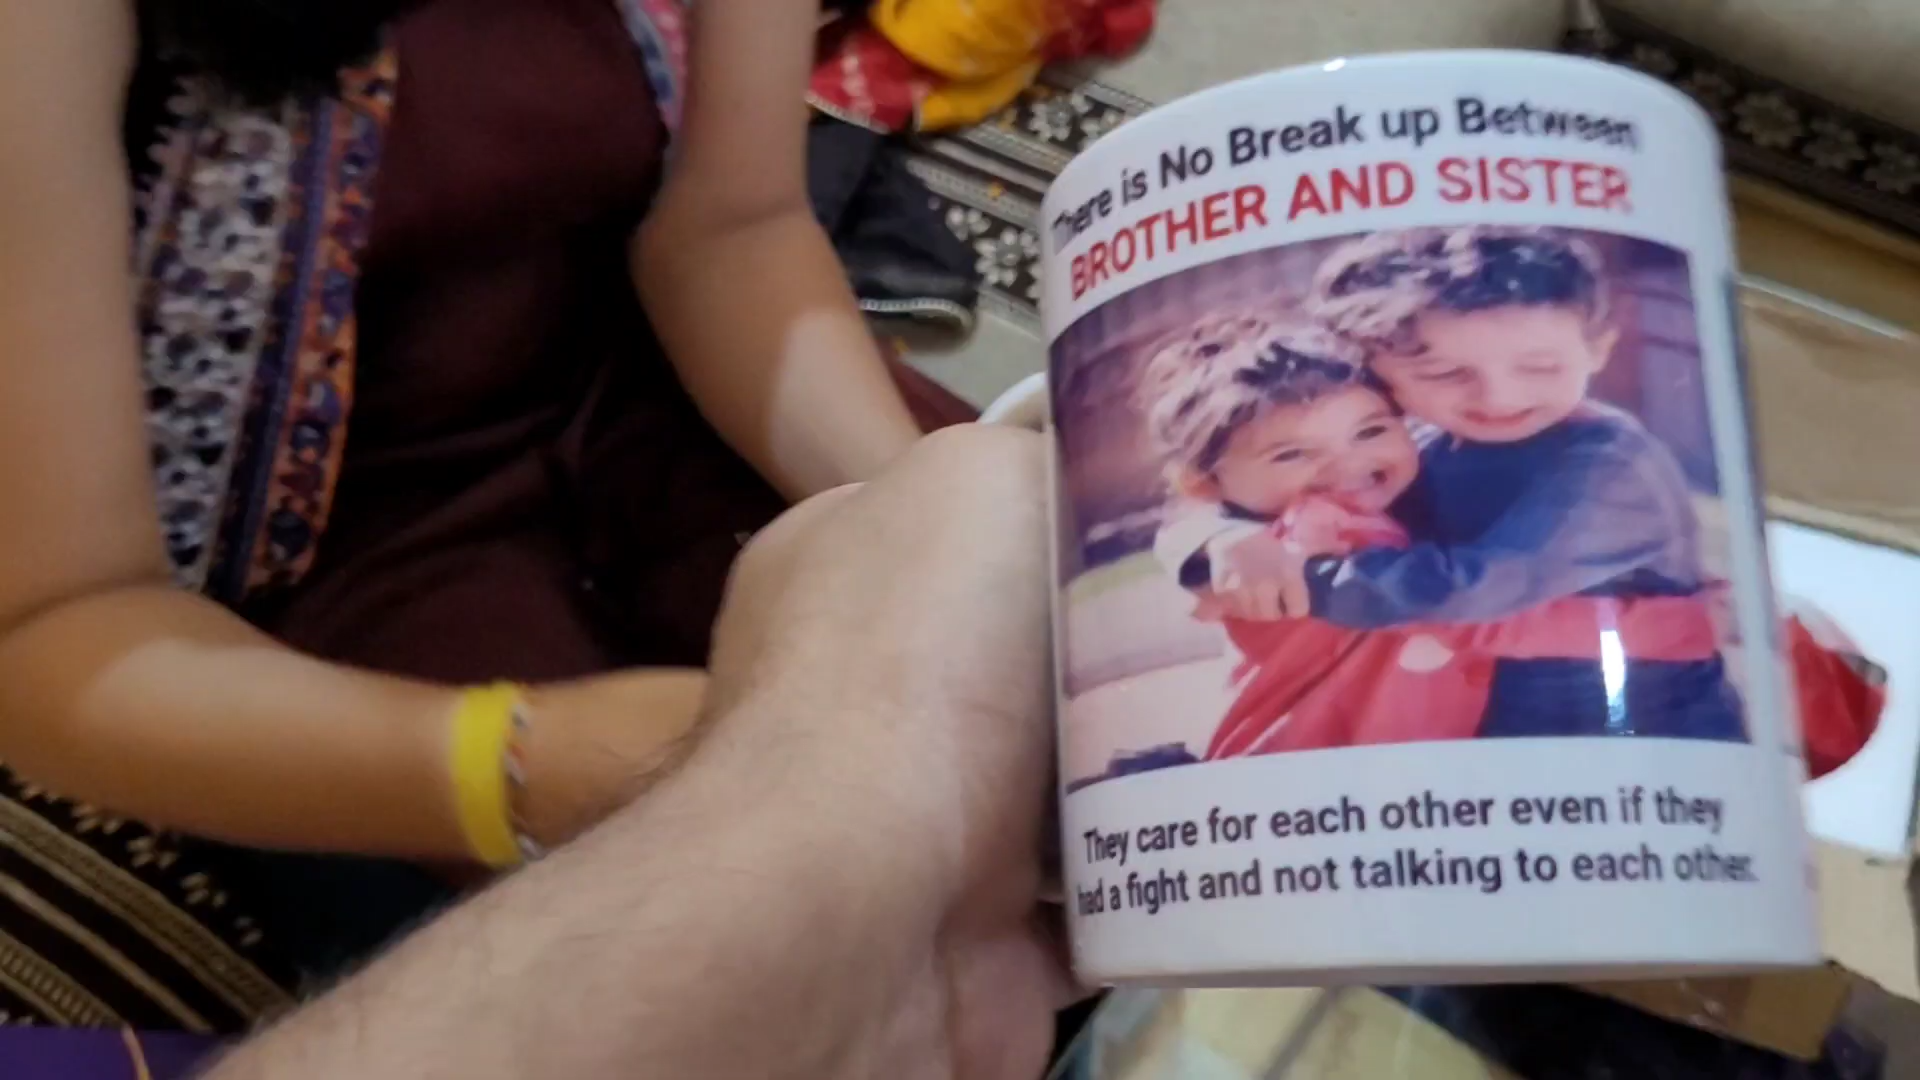 There is No Break up Between
BROTHER AND SISTER
They care for each other even if they
had a fight and not talking to each other.